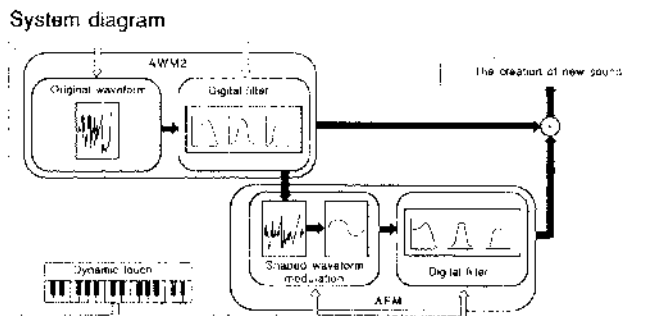 System diagram
AWM2
The creation of new sound
Original waveform
Digital filter
Shaped waveform
modulation
Digital filter
Dynamic Touch
AFM